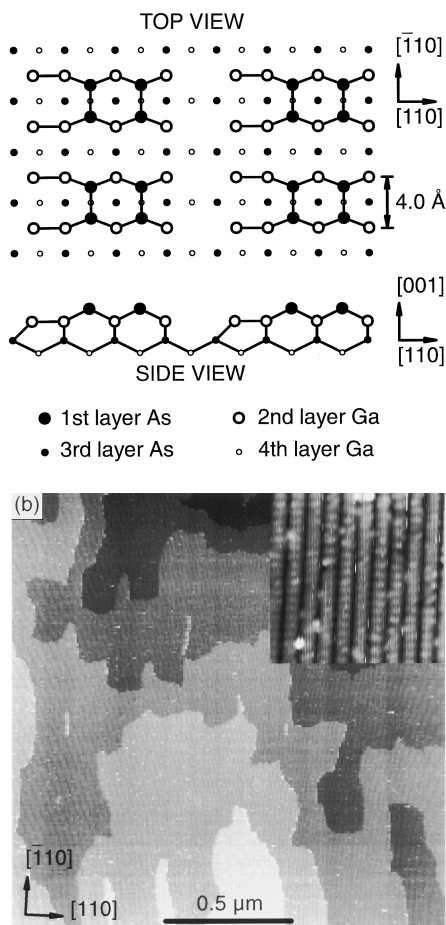 TOP VIEW
[1̄10]
[110]
4.0 Å
[001]
[110]
SIDE VIEW
1st layer As
2nd layer Ga
3rd layer As
4th layer Ga
(b)
[1̄10]
[110]
0.5 µm